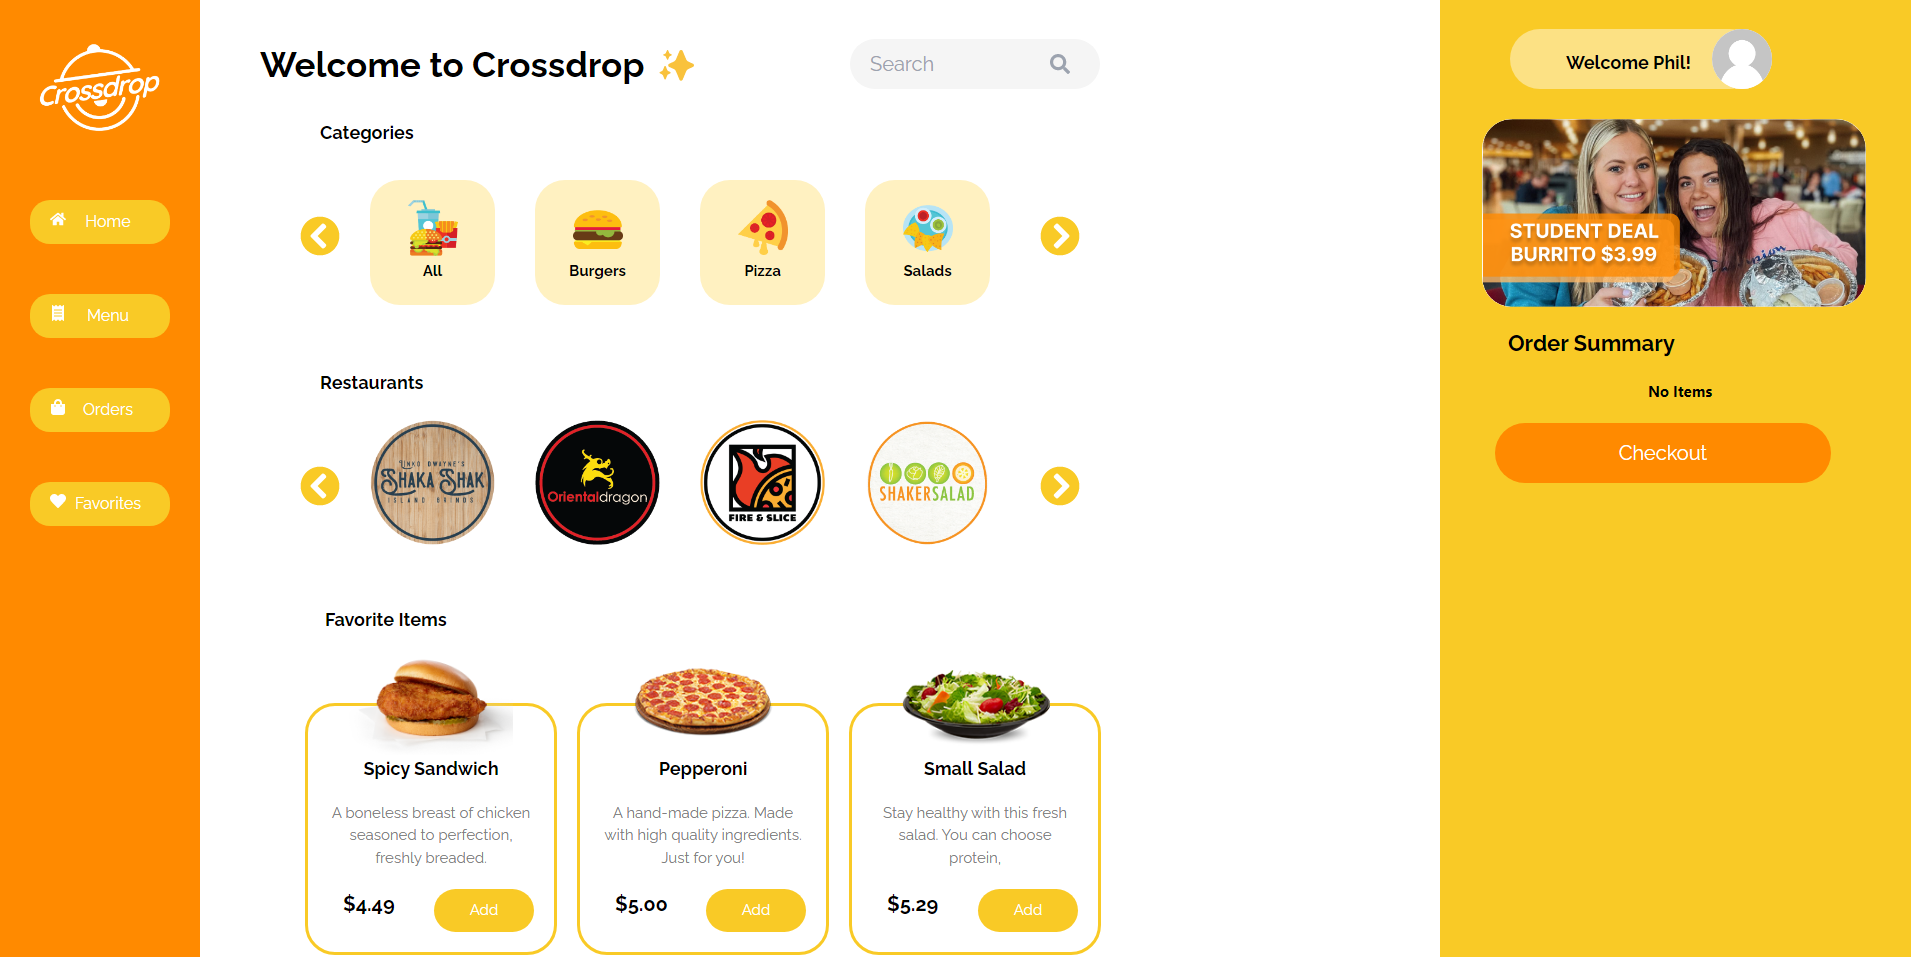 Crossdrop
Home
Menu
Orders
Favorites
Welcome to Crossdrop ✨
Search
Categories
All
Burgers
Pizza
Salads
Restaurants
UNKO DWAYNE'S
SHAKA SHAK
ISLAND GRINDS
Orientaldragon
FIRE & SLICE
SHAKERSALAD
Favorite Items
Spicy Sandwich
A boneless breast of chicken
seasoned to perfection,
freshly breaded.
$4.49
Add
Pepperoni
A hand-made pizza. Made
with high quality ingredients.
Just for you!
$5.00
Add
Small Salad
Stay healthy with this fresh
salad. You can choose
protein,
$5.29
Add
Welcome Phil!
STUDENT DEAL
BURRITO $3.99
Order Summary
No Items
Checkout